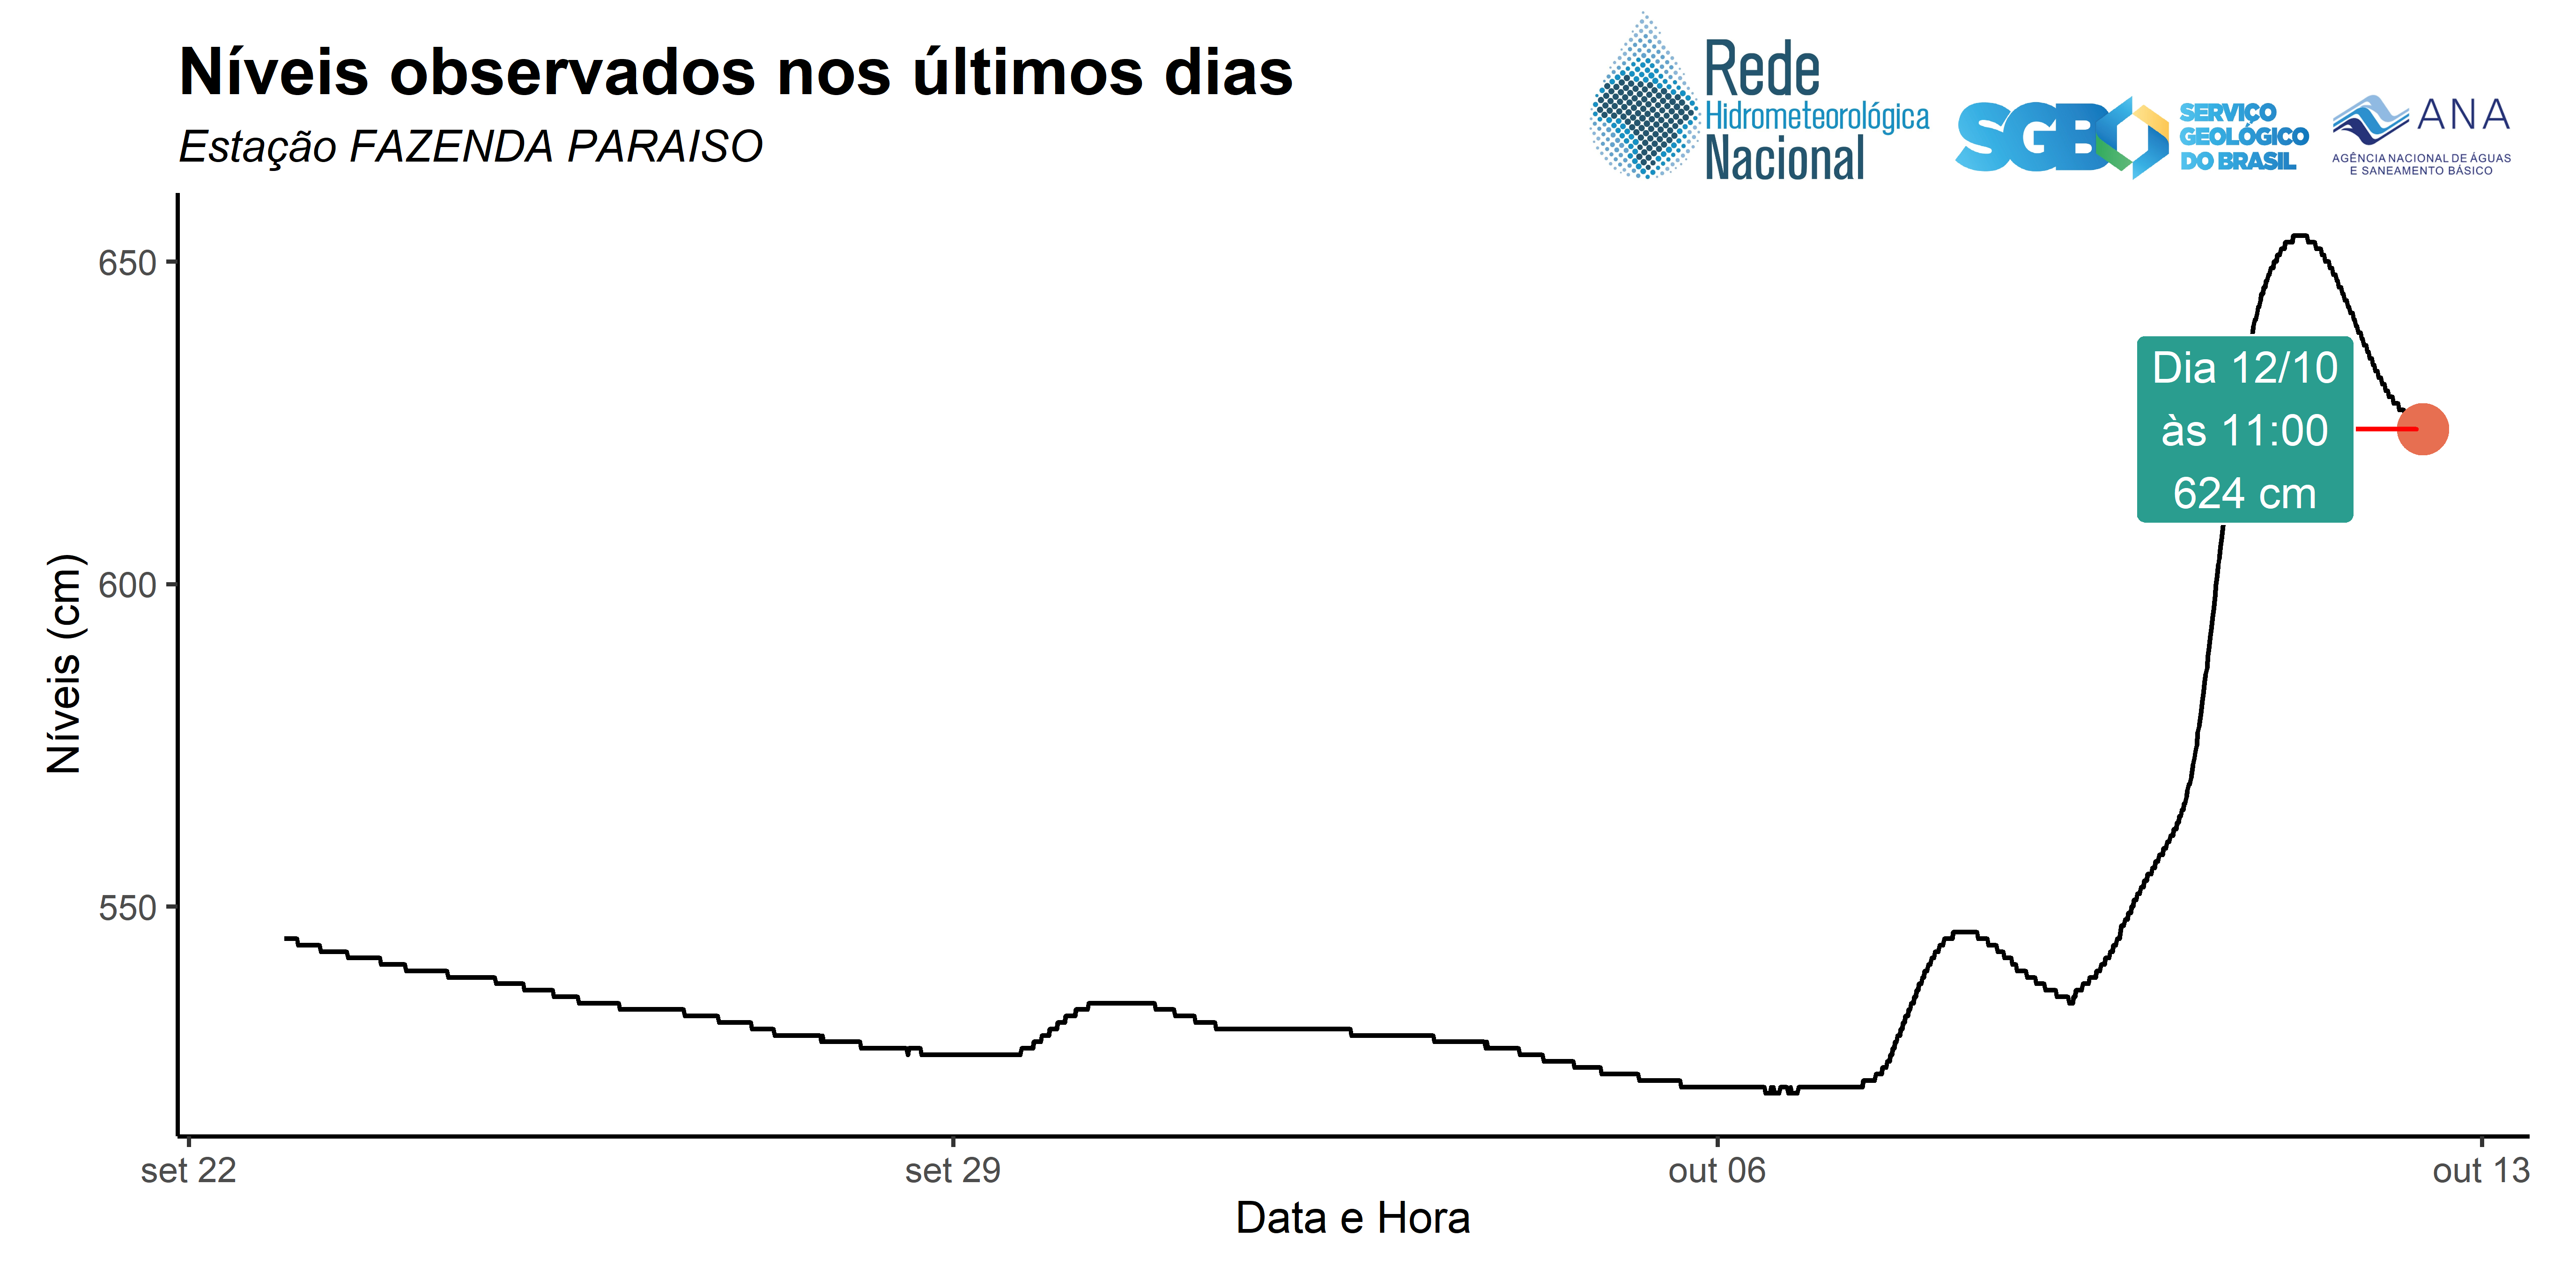 Níveis observados nos últimos dias
Estação FAZENDA PARAISO
Rede
Hidrometeorológica
Nacional
SGB
SERVIÇO
GEOLÓGICO
DO BRASIL
ANA
AGÊNCIA NACIONAL DE ÁGUAS
E SANEAMENTO BÁSICO
650
600
550
Níveis (cm)
Dia 12/10
às 11:00
624 cm
set 22
set 29
out 06
out 13
Data e Hora